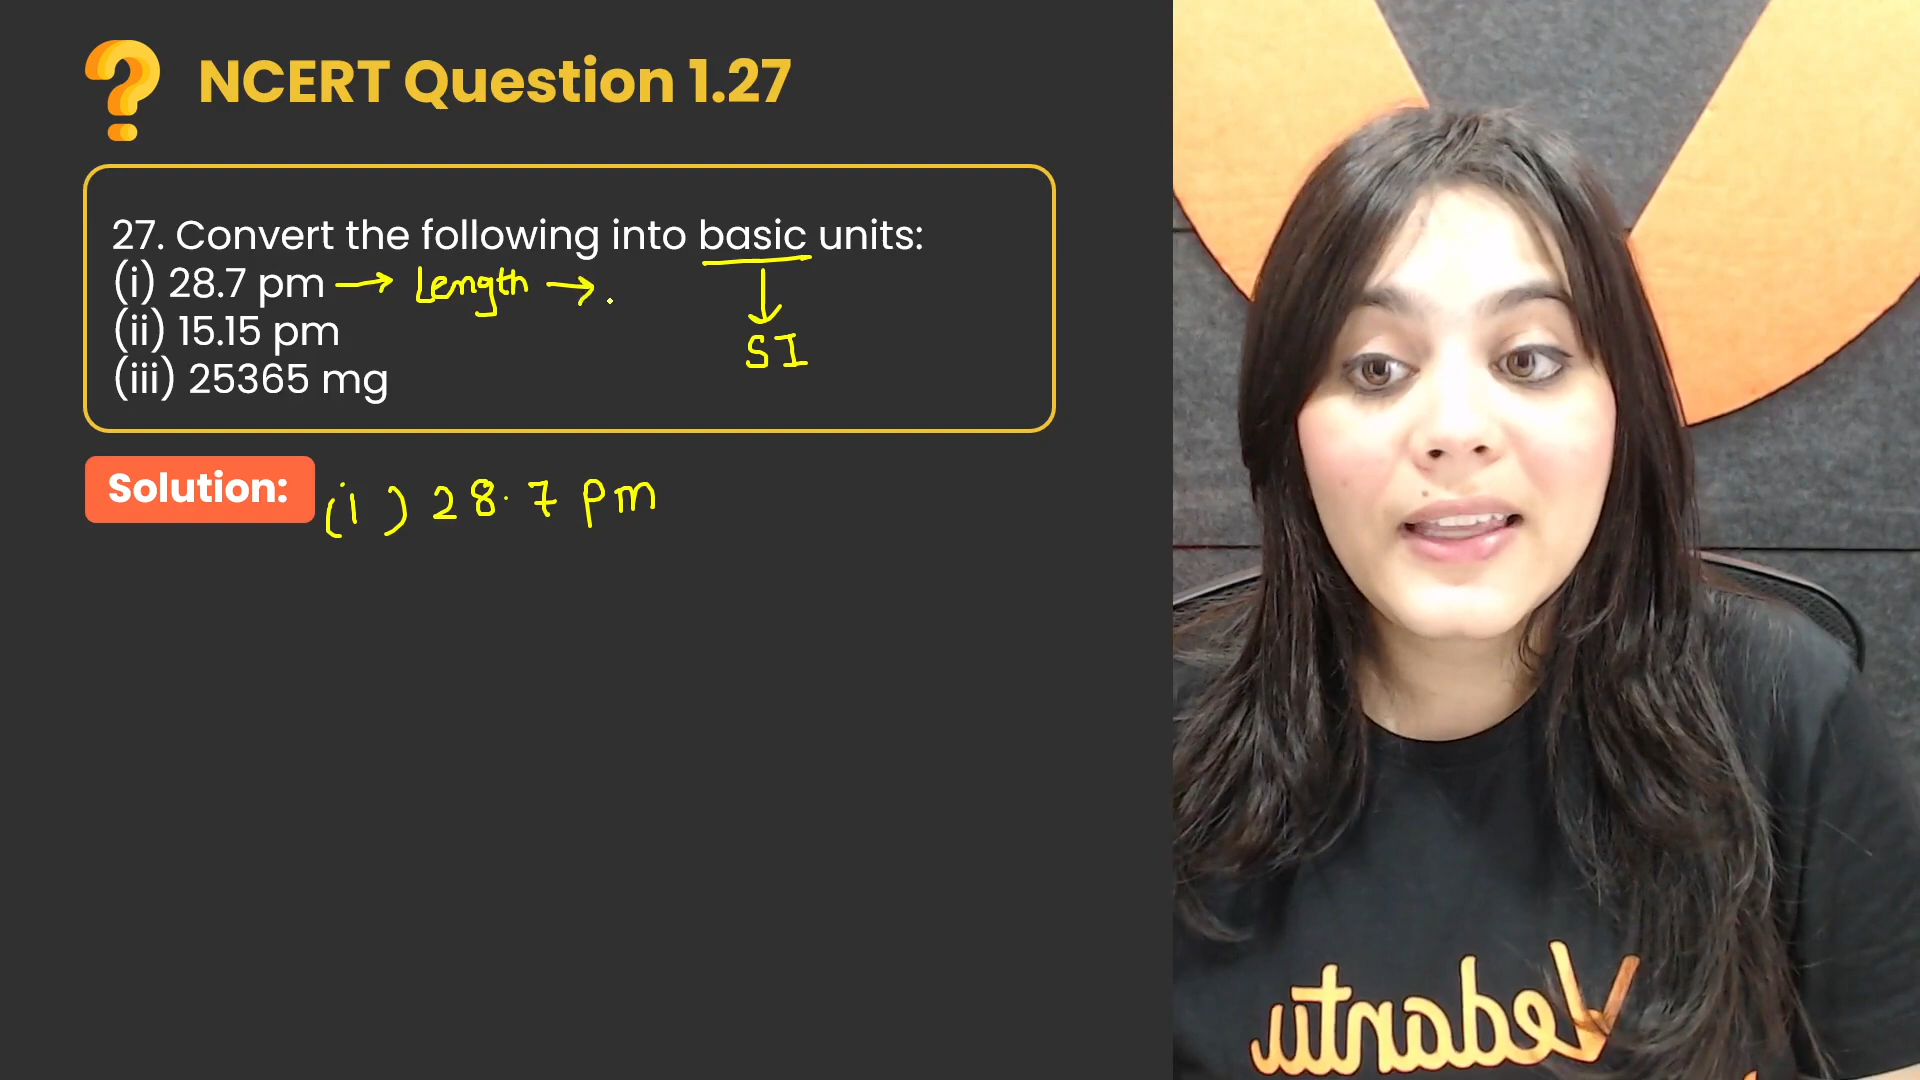 NCERT Question 1.27
27. Convert the following into basic units:
(i) 28.7 pm → Length → .
(ii) 15.15 pm
(iii) 25365 mg
SI
Solution: (i) 28.7 pm
Vedantu